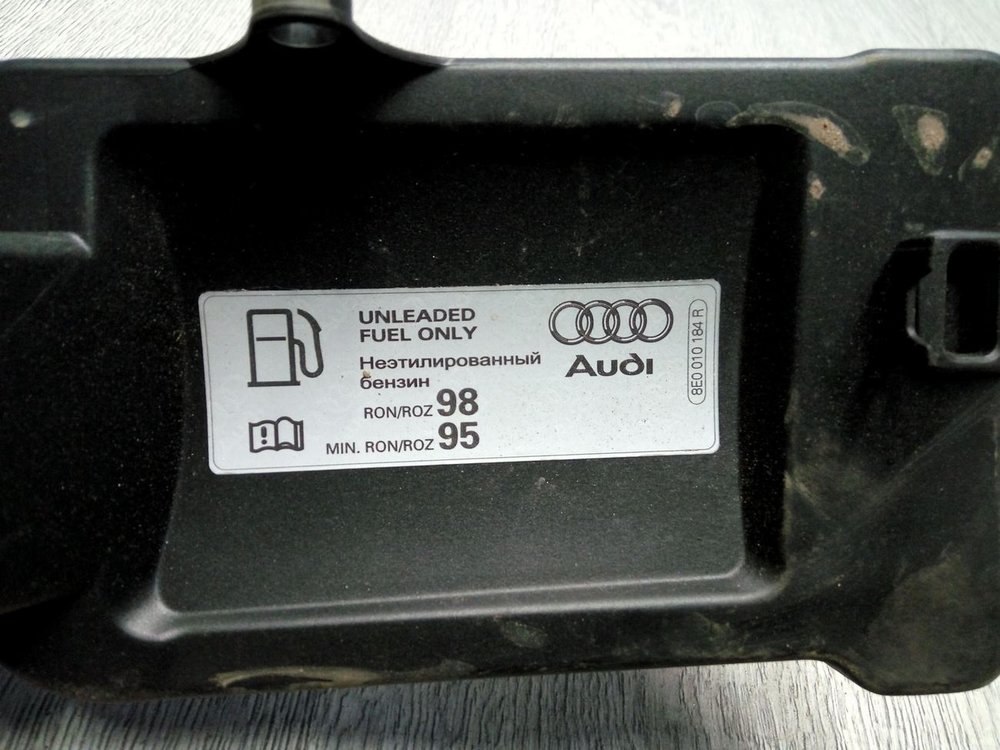 UNLEADED
FUEL ONLY
Неэтилированный
бензин
RON/ROZ 98
MIN. RON/ROZ 95
Audi
8E0 010 184 R